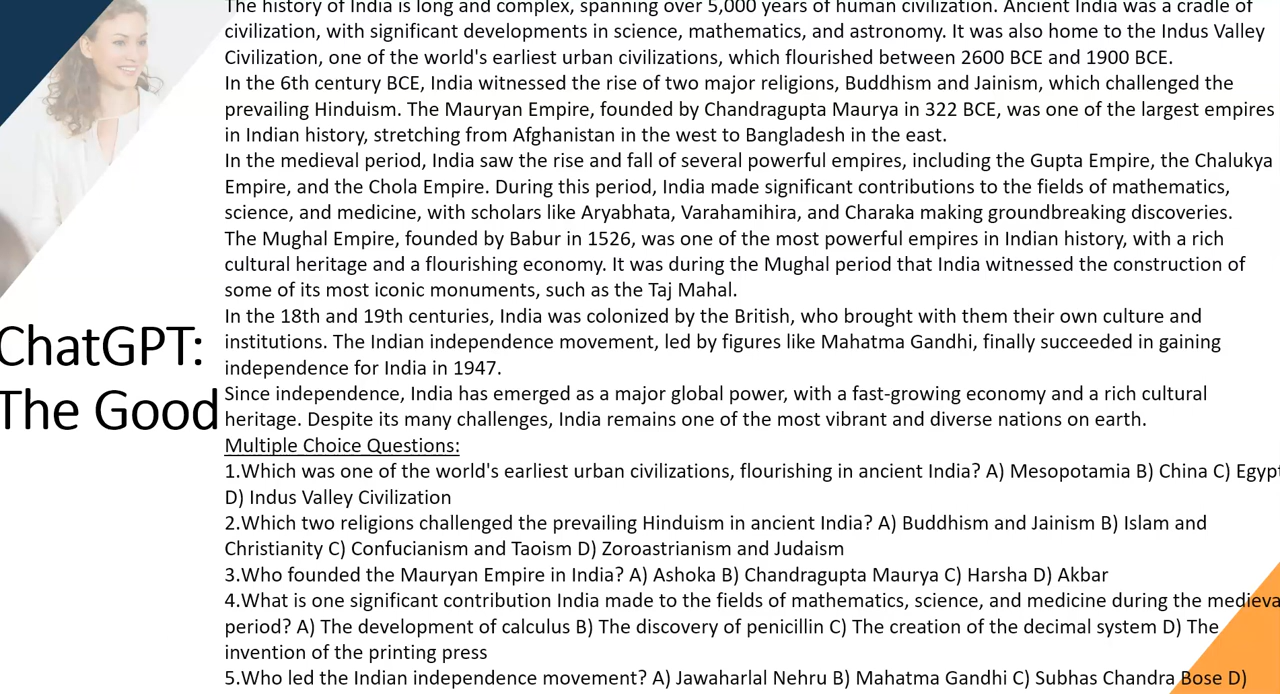 The history of India is long and complex, spanning over 5,000 years of human civilization. Ancient India was a cradle of
civilization, with significant developments in science, mathematics, and astronomy. It was also home to the Indus Valley
Civilization, one of the world's earliest urban civilizations, which flourished between 2600 BCE and 1900 BCE.
In the 6th century BCE, India witnessed the rise of two major religions, Buddhism and Jainism, which challenged the
prevailing Hinduism. The Mauryan Empire, founded by Chandragupta Maurya in 322 BCE, was one of the largest empires
in Indian history, stretching from Afghanistan in the west to Bangladesh in the east.
In the medieval period, India saw the rise and fall of several powerful empires, including the Gupta Empire, the Chalukya
Empire, and the Chola Empire. During this period, India made significant contributions to the fields of mathematics,
science, and medicine, with scholars like Aryabhata, Varahamihira, and Charaka making groundbreaking discoveries.
The Mughal Empire, founded by Babur in 1526, was one of the most powerful empires in Indian history, with a rich
cultural heritage and a flourishing economy. It was during the Mughal period that India witnessed the construction of
some of its most iconic monuments, such as the Taj Mahal.
In the 18th and 19th centuries, India was colonized by the British, who brought with them their own culture and
institutions. The Indian independence movement, led by figures like Mahatma Gandhi, finally succeeded in gaining
independence for India in 1947.
Since independence, India has emerged as a major global power, with a fast-growing economy and a rich cultural
heritage. Despite its many challenges, India remains one of the most vibrant and diverse nations on earth.
Multiple Choice Questions:
1.Which was one of the world's earliest urban civilizations, flourishing in ancient India? A) Mesopotamia B) China C) Egypt
D) Indus Valley Civilization
2.Which two religions challenged the prevailing Hinduism in ancient India? A) Buddhism and Jainism B) Islam and
Christianity C) Confucianism and Taoism D) Zoroastrianism and Judaism
3.Who founded the Mauryan Empire in India? A) Ashoka B) Chandragupta Maurya C) Harsha D) Akbar
4.What is one significant contribution India made to the fields of mathematics, science, and medicine during the medieva
period? A) The development of calculus B) The discovery of penicillin C) The creation of the decimal system D) The
invention of the printing press
5.Who led the Indian independence movement? A) Jawaharlal Nehru B) Mahatma Gandhi C) Subhas Chandra Bose D)
ChatGPT:
The Good